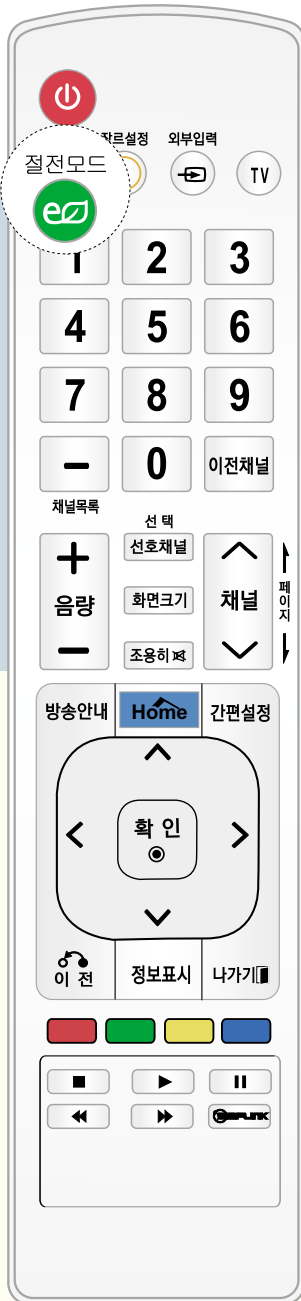 장르설정 외부입력
절전모드
TV
1 2 3
4 5 6
7 8 9
0 이전채널
채널목록
선 택
선호채널
음량
화면크기
채널
페이지
조용히
방송안내 Home 간편설정
확 인
이 전
정보표시 나가기